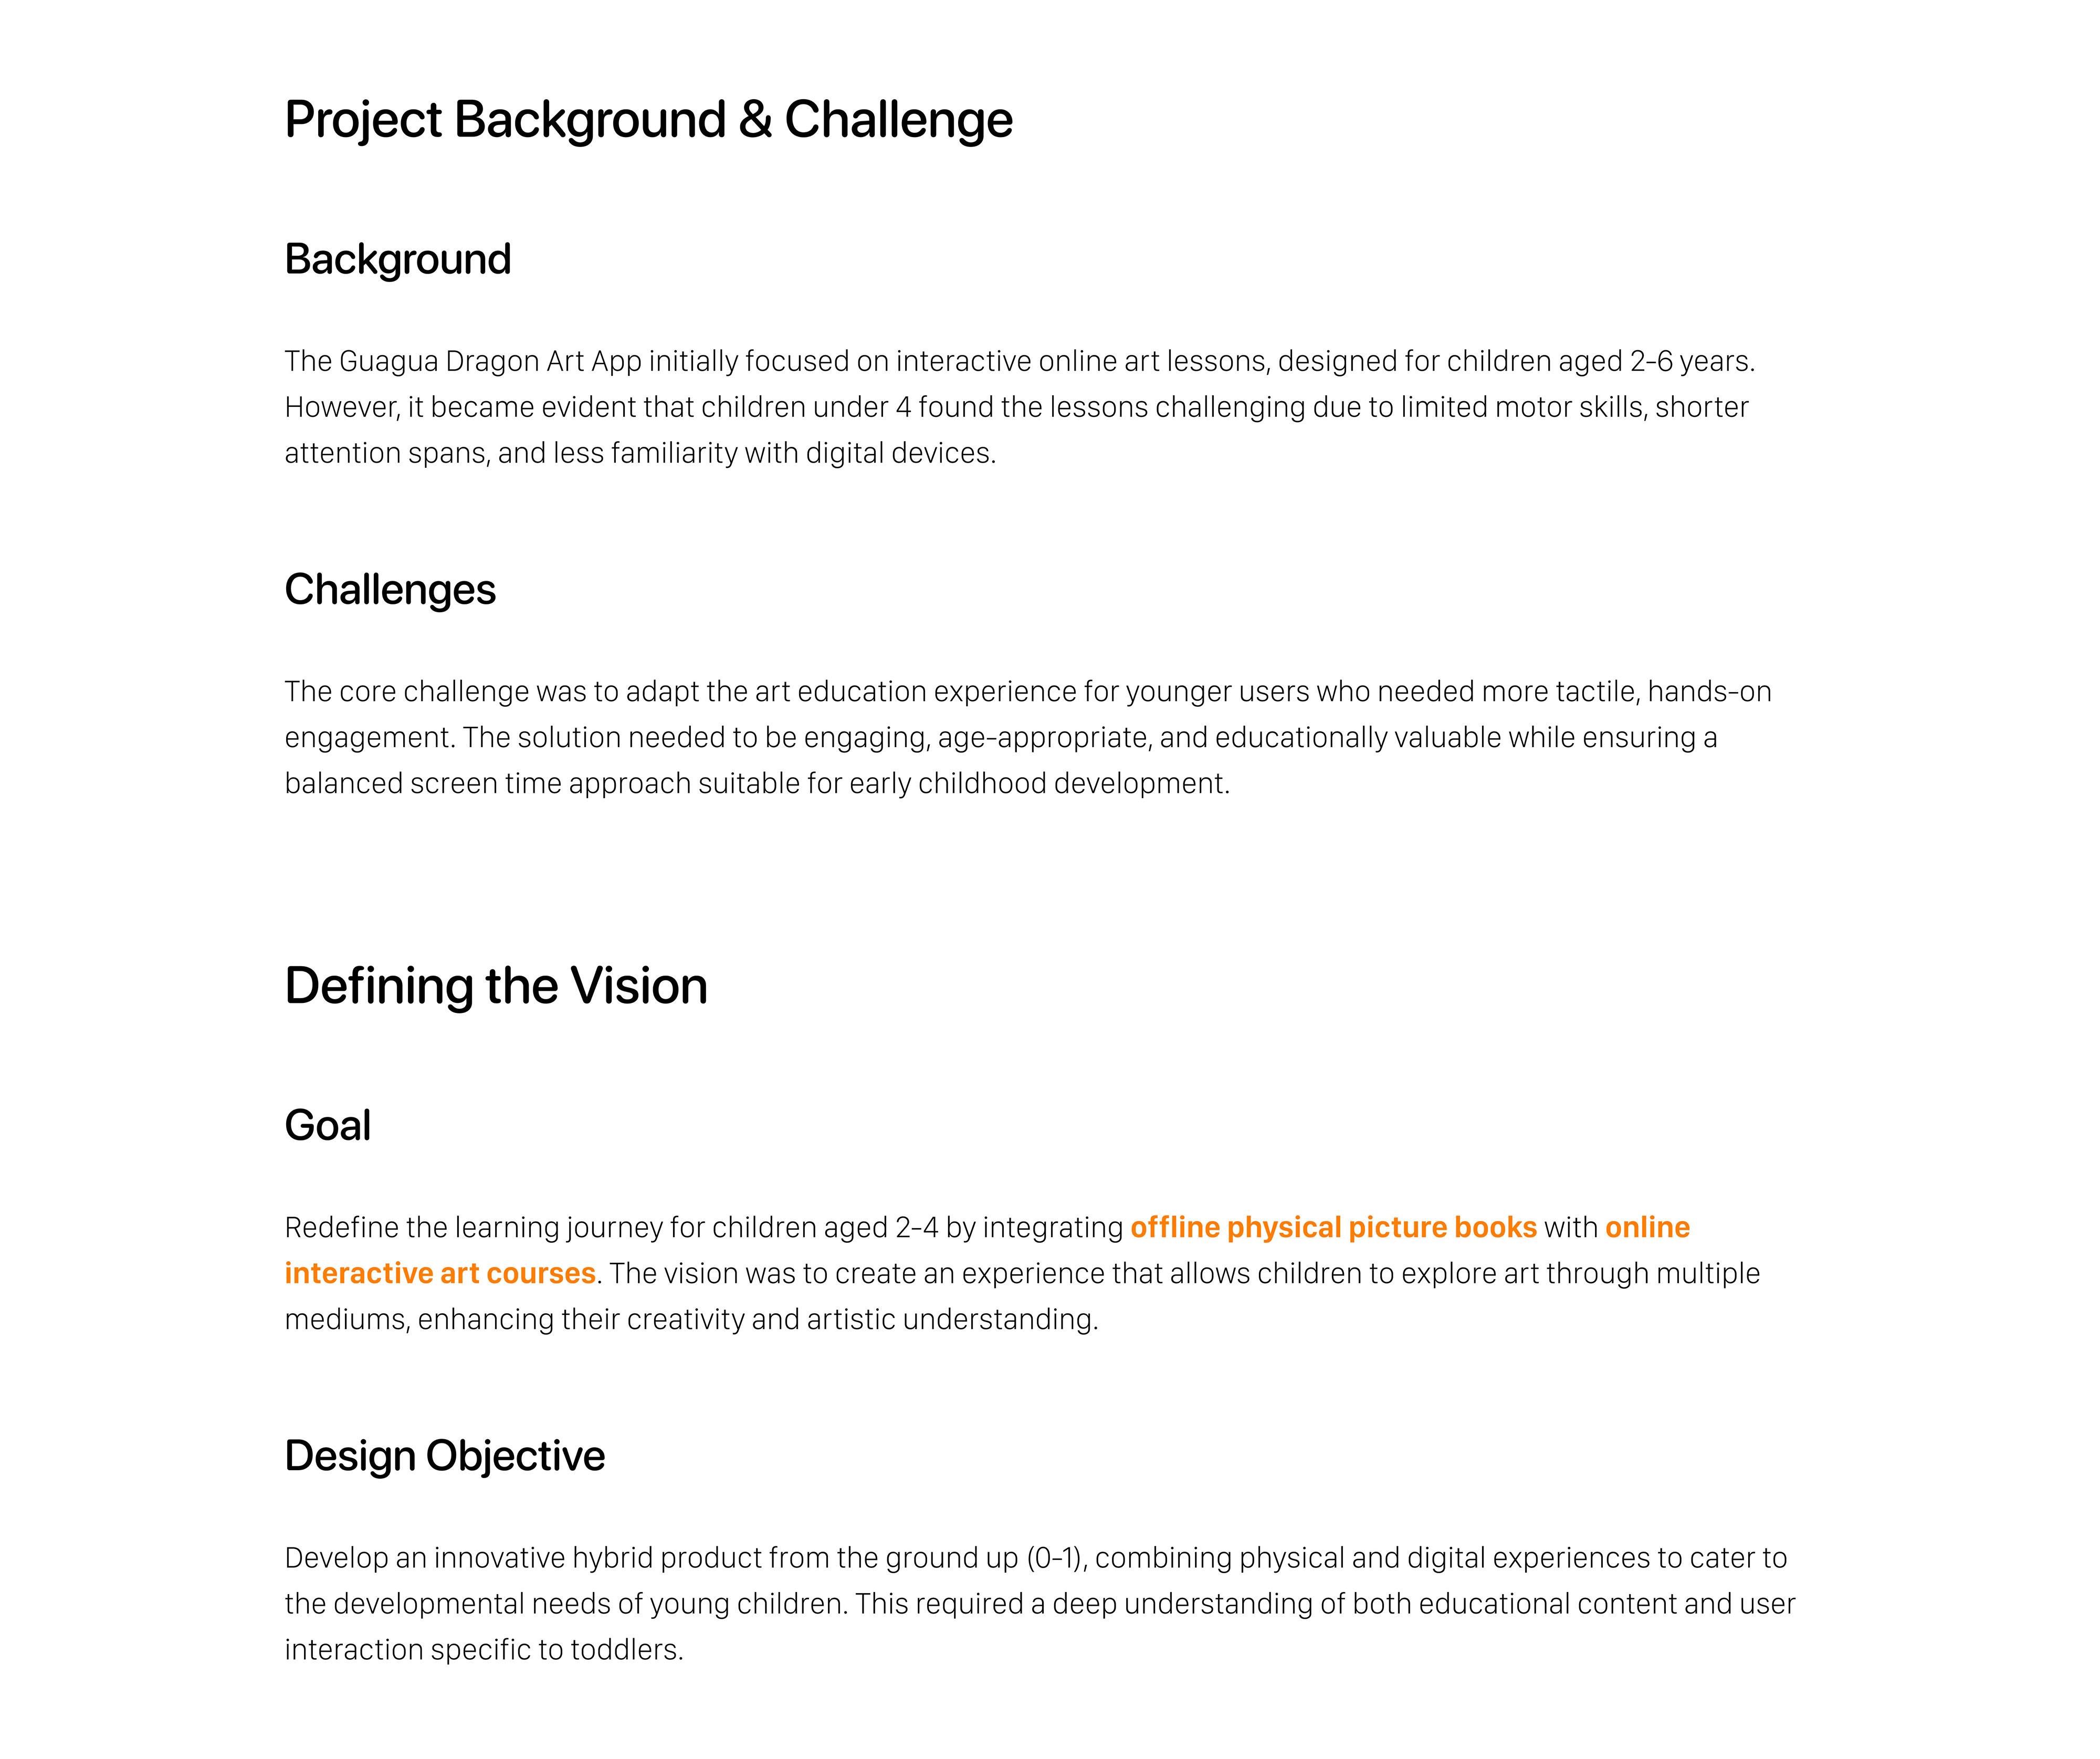 Project Background & Challenge
Background
The Guagua Dragon Art App initially focused on interactive online art lessons, designed for children aged 2-6 years.
However, it became evident that children under 4 found the lessons challenging due to limited motor skills, shorter
attention spans, and less familiarity with digital devices.
Challenges
The core challenge was to adapt the art education experience for younger users who needed more tactile, hands-on
engagement. The solution needed to be engaging, age-appropriate, and educationally valuable while ensuring a
balanced screen time approach suitable for early childhood development.
Defining the Vision
Goal
Redefine the learning journey for children aged 2-4 by integrating offline physical picture books with online
interactive art courses. The vision was to create an experience that allows children to explore art through multiple
mediums, enhancing their creativity and artistic understanding.
Design Objective
Develop an innovative hybrid product from the ground up (0-1), combining physical and digital experiences to cater to
the developmental needs of young children. This required a deep understanding of both educational content and user
interaction specific to toddlers.